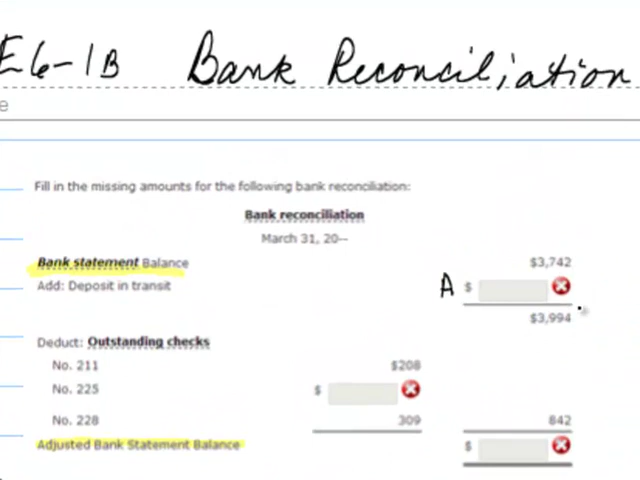 E6-1B Bank Reconciliation
e
Fill in the missing amounts for the following bank reconciliation:
Bank reconciliation
March 31, 20--
Bank statement Balance $3,742
Add: Deposit in transit A $
$3,994
Deduct: Outstanding checks
No. 211 $208
No. 225 $
No. 228 309 842
Adjusted Bank Statement Balance $